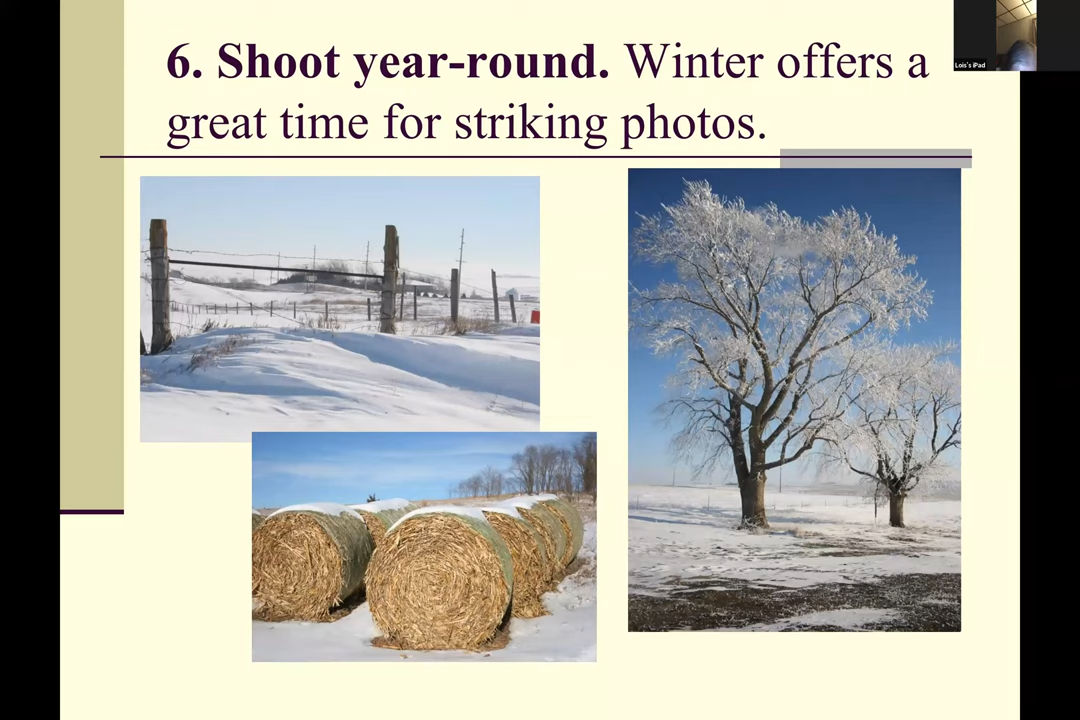 6. Shoot year-round. Winter offers a
great time for striking photos.
Lois's iPad